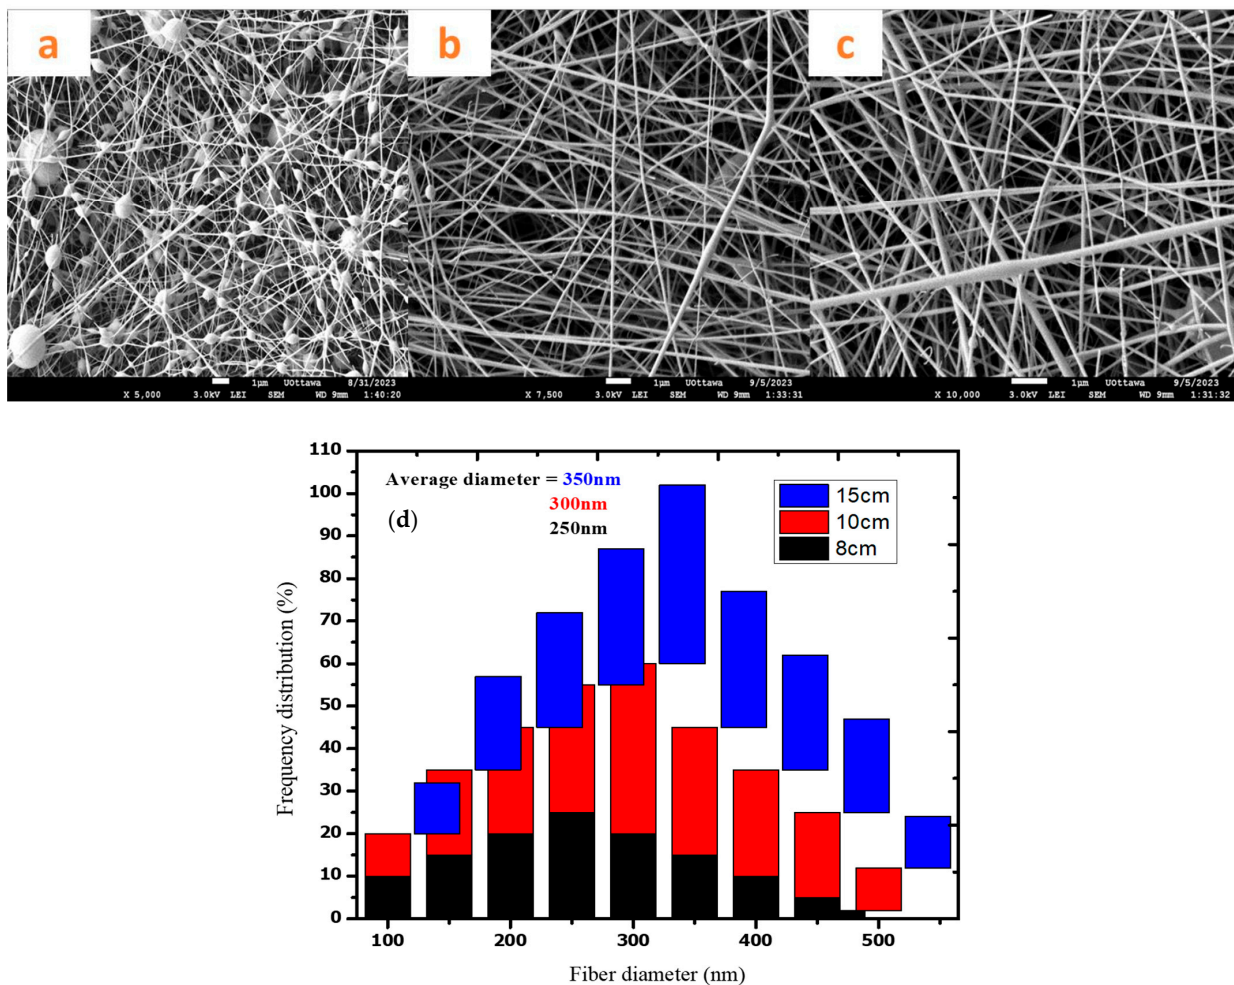 a
b
c
1μm UOttawa 8/31/2023
X 5,000 3.0kV LEI SEM WD 9mm 1:40:20
1μm UOttawa 9/5/2023
X 7,500 3.0kV LEI SEM WD 9mm 1:33:31
1μm UOttawa 9/5/2023
X 10,000 3.0kV LEI SEM WD 9mm 1:31:32
Average diameter = 350nm
300nm
250nm
(d)
15cm
10cm
8cm
Frequency distribution (%)
110
100
90
80
70
60
50
40
30
20
10
0
100 200 300 400 500
Fiber diameter (nm)